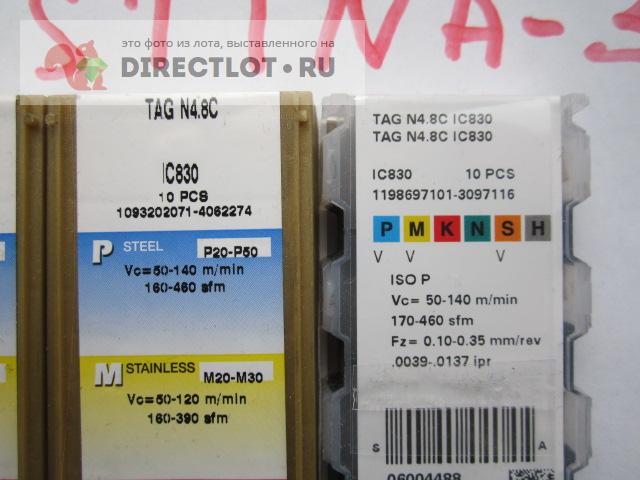 STINA-
это фото из лота, выставленного на
DIRECTLOT.RU
TAG N4.8C
IC830
10 PCS
1093202071-4062274
P STEEL P20-P50
Vc=50-140 m/min
160-460 sfm
M STAINLESS M20-M30
Vc=50-120 m/min
160-390 sfm
TAG N4.8C IC830
TAG N4.8C IC830
IC830 10 PCS
1198697101-3097116
P M K N S H
V V V
ISO P
Vc= 50-140 m/min
170-460 sfm
Fz= 0.10-0.35 mm/rev
.0039-.0137 ipr
S A
06004488